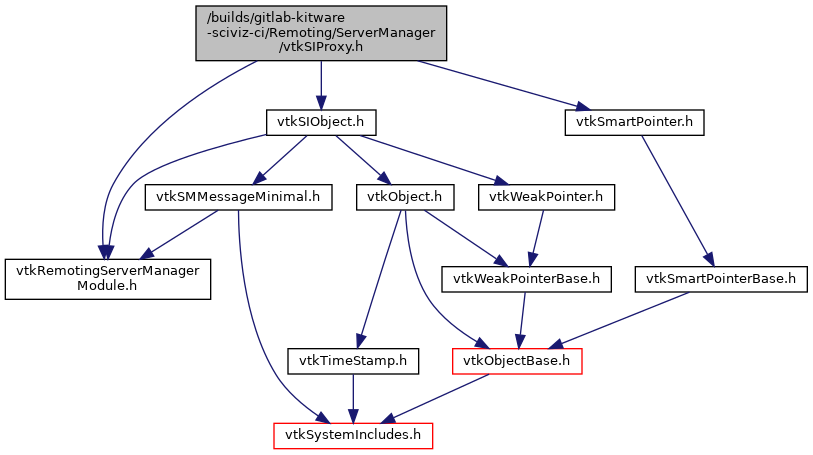 /builds/gitlab-kitware
-sciviz-ci/Remoting/ServerManager
/vtkSIProxy.h
vtkSIObject.h
vtkSmartPointer.h
vtkSMMessageMinimal.h
vtkObject.h
vtkWeakPointer.h
vtkRemotingServerManager
Module.h
vtkWeakPointerBase.h
vtkSmartPointerBase.h
vtkTimeStamp.h
vtkObjectBase.h
vtkSystemIncludes.h